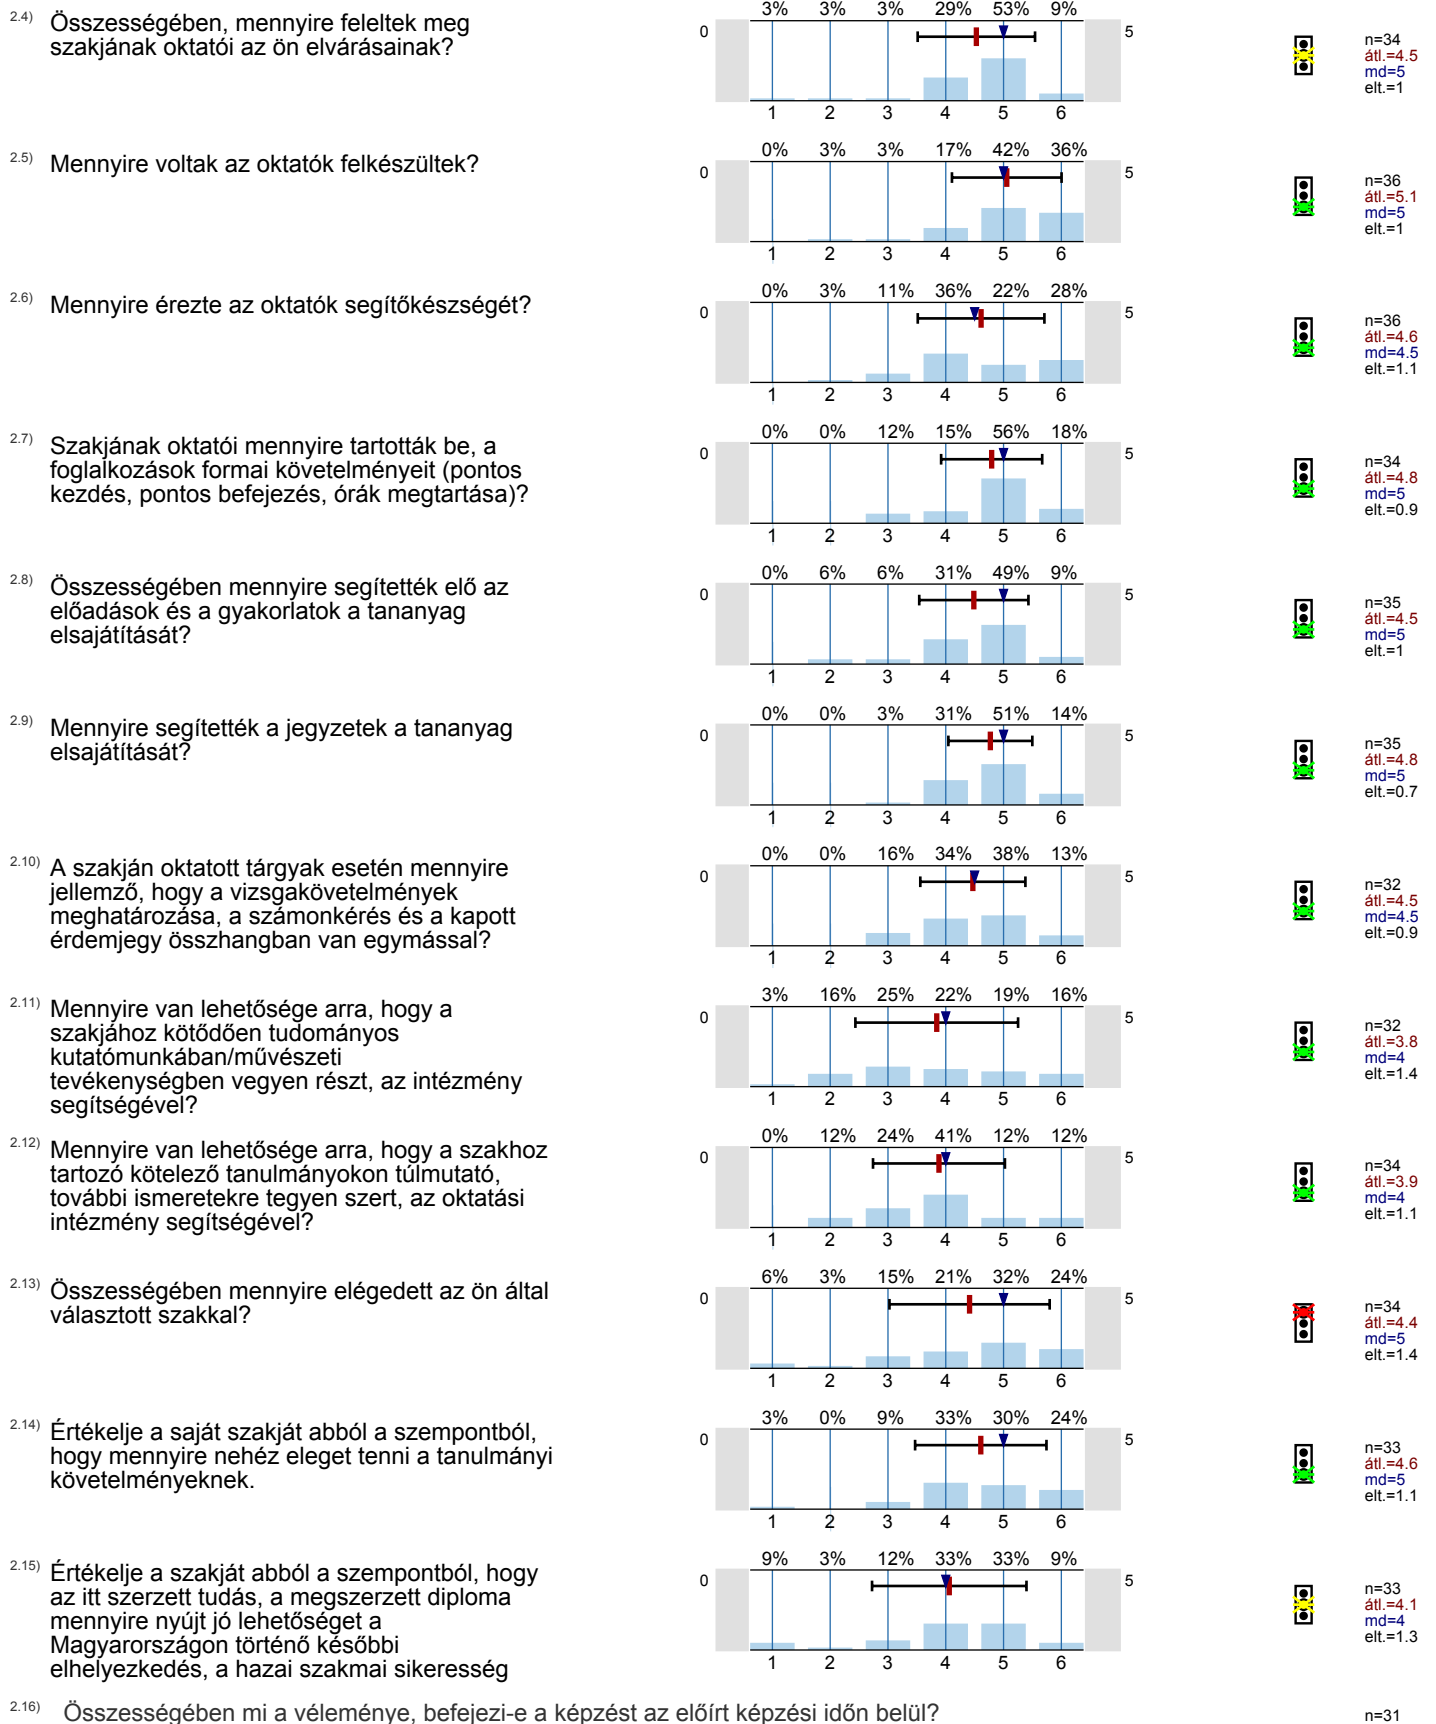 2.4) Összességében, mennyire feleltek meg
szakjának oktatói az ön elvárásainak?
3% 3% 3% 29% 53% 9%
0 5
1 2 3 4 5 6
n=34
átl.=4.5
md=5
elt.=1
2.5) Mennyire voltak az oktatók felkészültek?
0% 3% 3% 17% 42% 36%
0 5
1 2 3 4 5 6
n=36
átl.=5.1
md=5
elt.=1
2.6) Mennyire érezte az oktatók segítőkészségét?
0% 3% 11% 36% 22% 28%
0 5
1 2 3 4 5 6
n=36
átl.=4.6
md=4.5
elt.=1.1
2.7) Szakjának oktatói mennyire tartották be, a
foglalkozások formai követelményeit (pontos
kezdés, pontos befejezés, órák megtartása)?
0% 0% 12% 15% 56% 18%
0 5
1 2 3 4 5 6
n=34
átl.=4.8
md=5
elt.=0.9
2.8) Összességében mennyire segítették elő az
előadások és a gyakorlatok a tananyag
elsajátítását?
0% 6% 6% 31% 49% 9%
0 5
1 2 3 4 5 6
n=35
átl.=4.5
md=5
elt.=1
2.9) Mennyire segítették a jegyzetek a tananyag
elsajátítását?
0% 0% 3% 31% 51% 14%
0 5
1 2 3 4 5 6
n=35
átl.=4.8
md=5
elt.=0.7
2.10) A szakján oktatott tárgyak esetén mennyire
jellemző, hogy a vizsgakövetelmények
meghatározása, a számonkérés és a kapott
érdemjegy összhangban van egymással?
0% 0% 16% 34% 38% 13%
0 5
1 2 3 4 5 6
n=32
átl.=4.5
md=4.5
elt.=0.9
2.11) Mennyire van lehetősége arra, hogy a
szakjához kötődően tudományos
kutatómunkában/művészeti
tevékenységben vegyen részt, az intézmény
segítségével?
3% 16% 25% 22% 19% 16%
0 5
1 2 3 4 5 6
n=32
átl.=3.8
md=4
elt.=1.4
2.12) Mennyire van lehetősége arra, hogy a szakhoz
tartozó kötelező tanulmányokon túlmutató,
további ismeretekre tegyen szert, az oktatási
intézmény segítségével?
0% 12% 24% 41% 12% 12%
0 5
1 2 3 4 5 6
n=34
átl.=3.9
md=4
elt.=1.1
2.13) Összességében mennyire elégedett az ön által
választott szakkal?
6% 3% 15% 21% 32% 24%
0 5
1 2 3 4 5 6
n=34
átl.=4.4
md=5
elt.=1.4
2.14) Értékelje a saját szakját abból a szempontból,
hogy mennyire nehéz eleget tenni a tanulmányi
követelményeknek.
3% 0% 9% 33% 30% 24%
0 5
1 2 3 4 5 6
n=33
átl.=4.6
md=5
elt.=1.1
2.15) Értékelje a szakját abból a szempontból, hogy
az itt szerzett tudás, a megszerzett diploma
mennyire nyújt jó lehetőséget a
Magyarországon történő későbbi
elhelyezkedés, a hazai szakmai sikeresség
9% 3% 12% 33% 33% 9%
0 5
1 2 3 4 5 6
n=33
átl.=4.1
md=4
elt.=1.3
2.16) Összességében mi a véleménye, befejezi-e a képzést az előírt képzési időn belül?
n=31